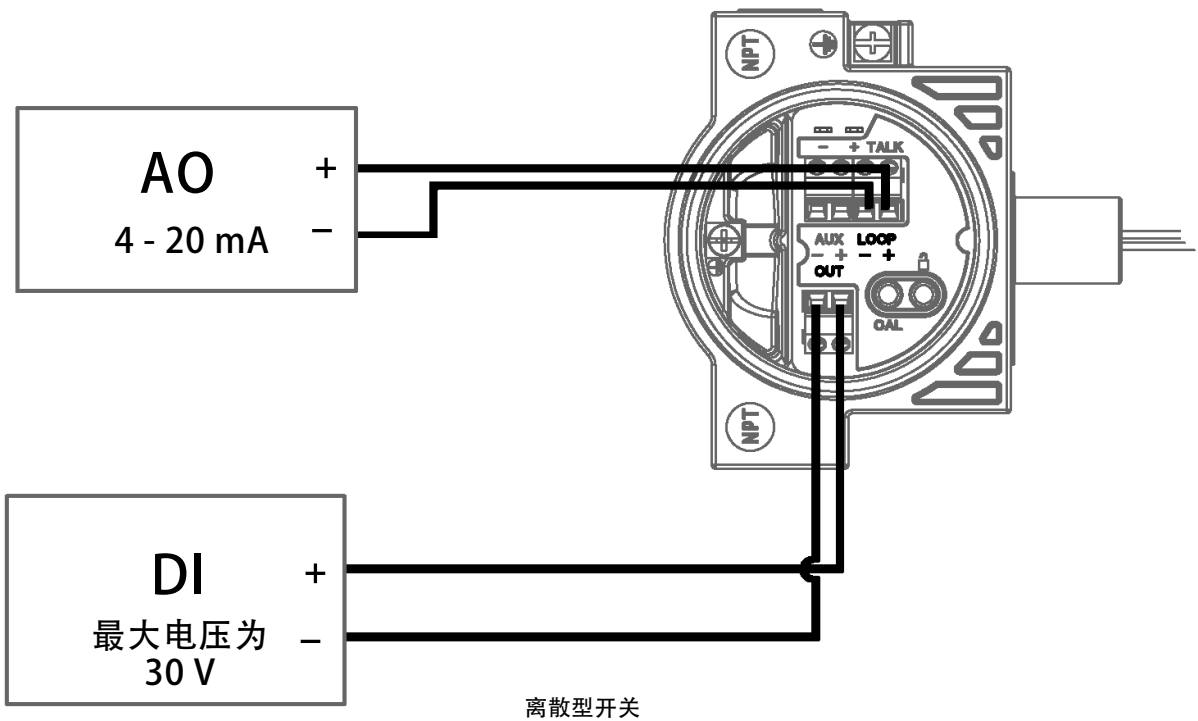 NPT
- + TALK
AO
4 - 20 mA
+
-
AUX LOOP
- + - +
OUT
CAL
NPT
DI
最大电压为
30 V
+
-
离散型开关